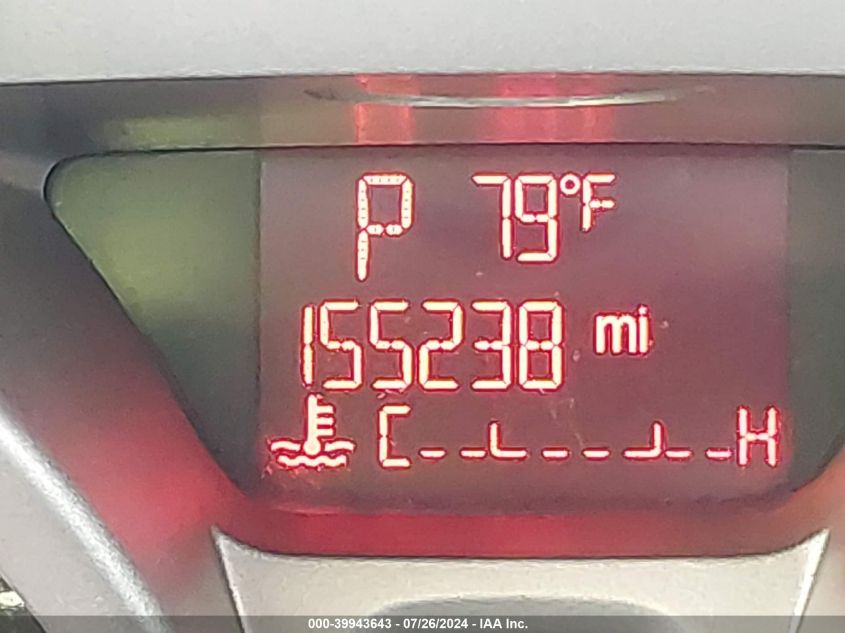 P 79°F
155238 mi
C H
000-39943643 - 07/26/2024 - IAA Inc.